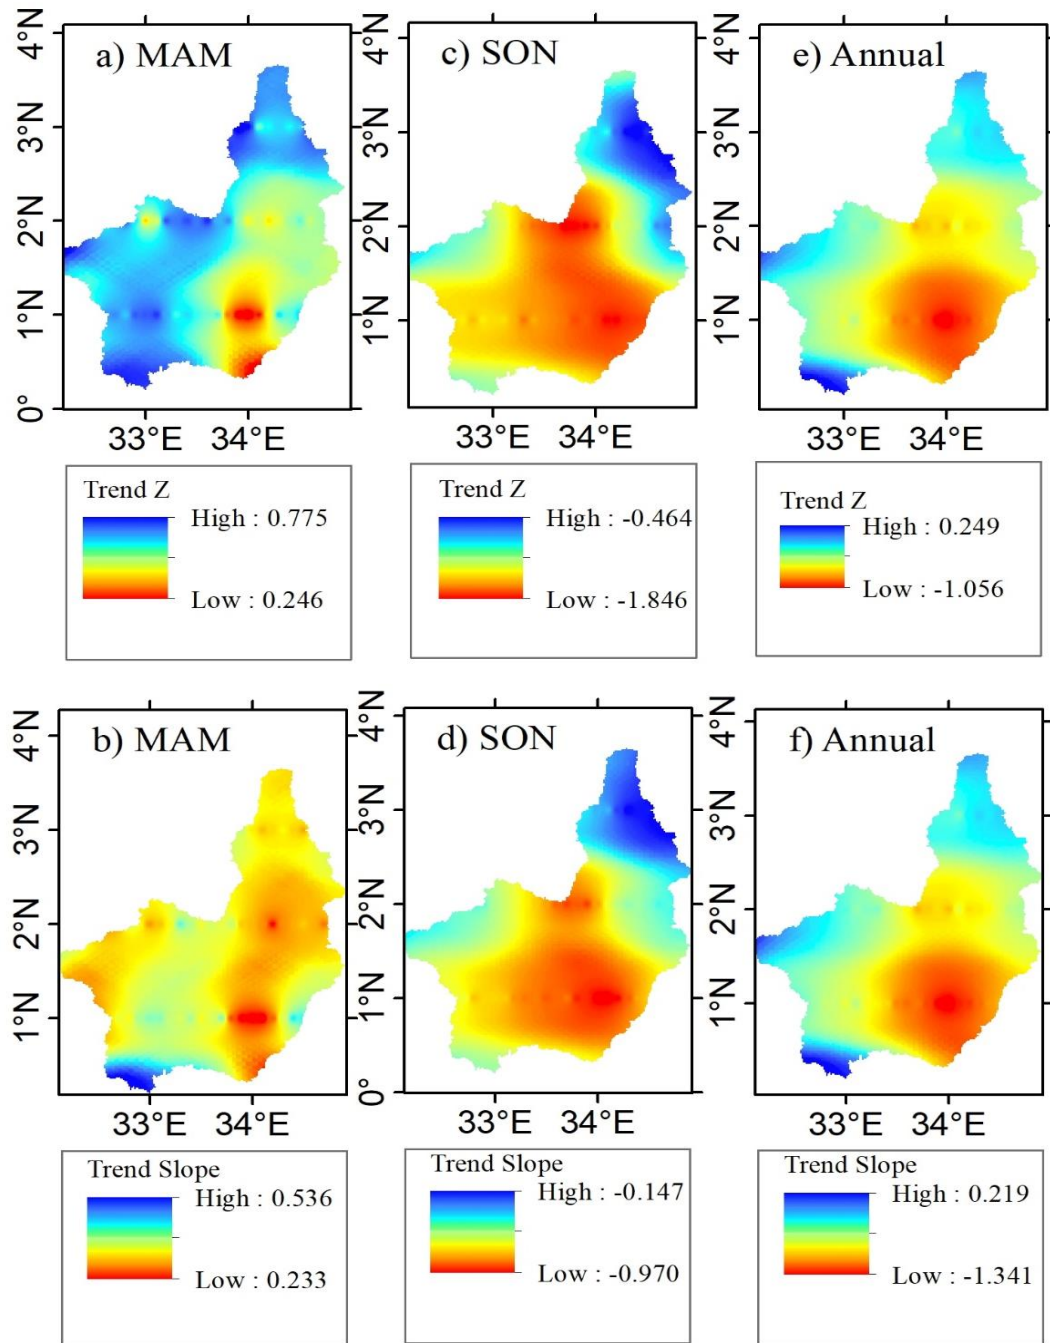 a) MAM
4°N
3°N
2°N
1°N
0°
33°E 34°E
Trend Z
High : 0.775
Low : 0.246
c) SON
4°N
3°N
2°N
1°N
33°E 34°E
Trend Z
High : -0.464
Low : -1.846
e) Annual
4°N
3°N
2°N
1°N
33°E 34°E
Trend Z
High : 0.249
Low : -1.056
b) MAM
4°N
3°N
2°N
1°N
33°E 34°E
Trend Slope
High : 0.536
Low : 0.233
d) SON
4°N
3°N
2°N
1°N
0°
33°E 34°E
Trend Slope
High : -0.147
Low : -0.970
f) Annual
4°N
3°N
2°N
1°N
33°E 34°E
Trend Slope
High : 0.219
Low : -1.341